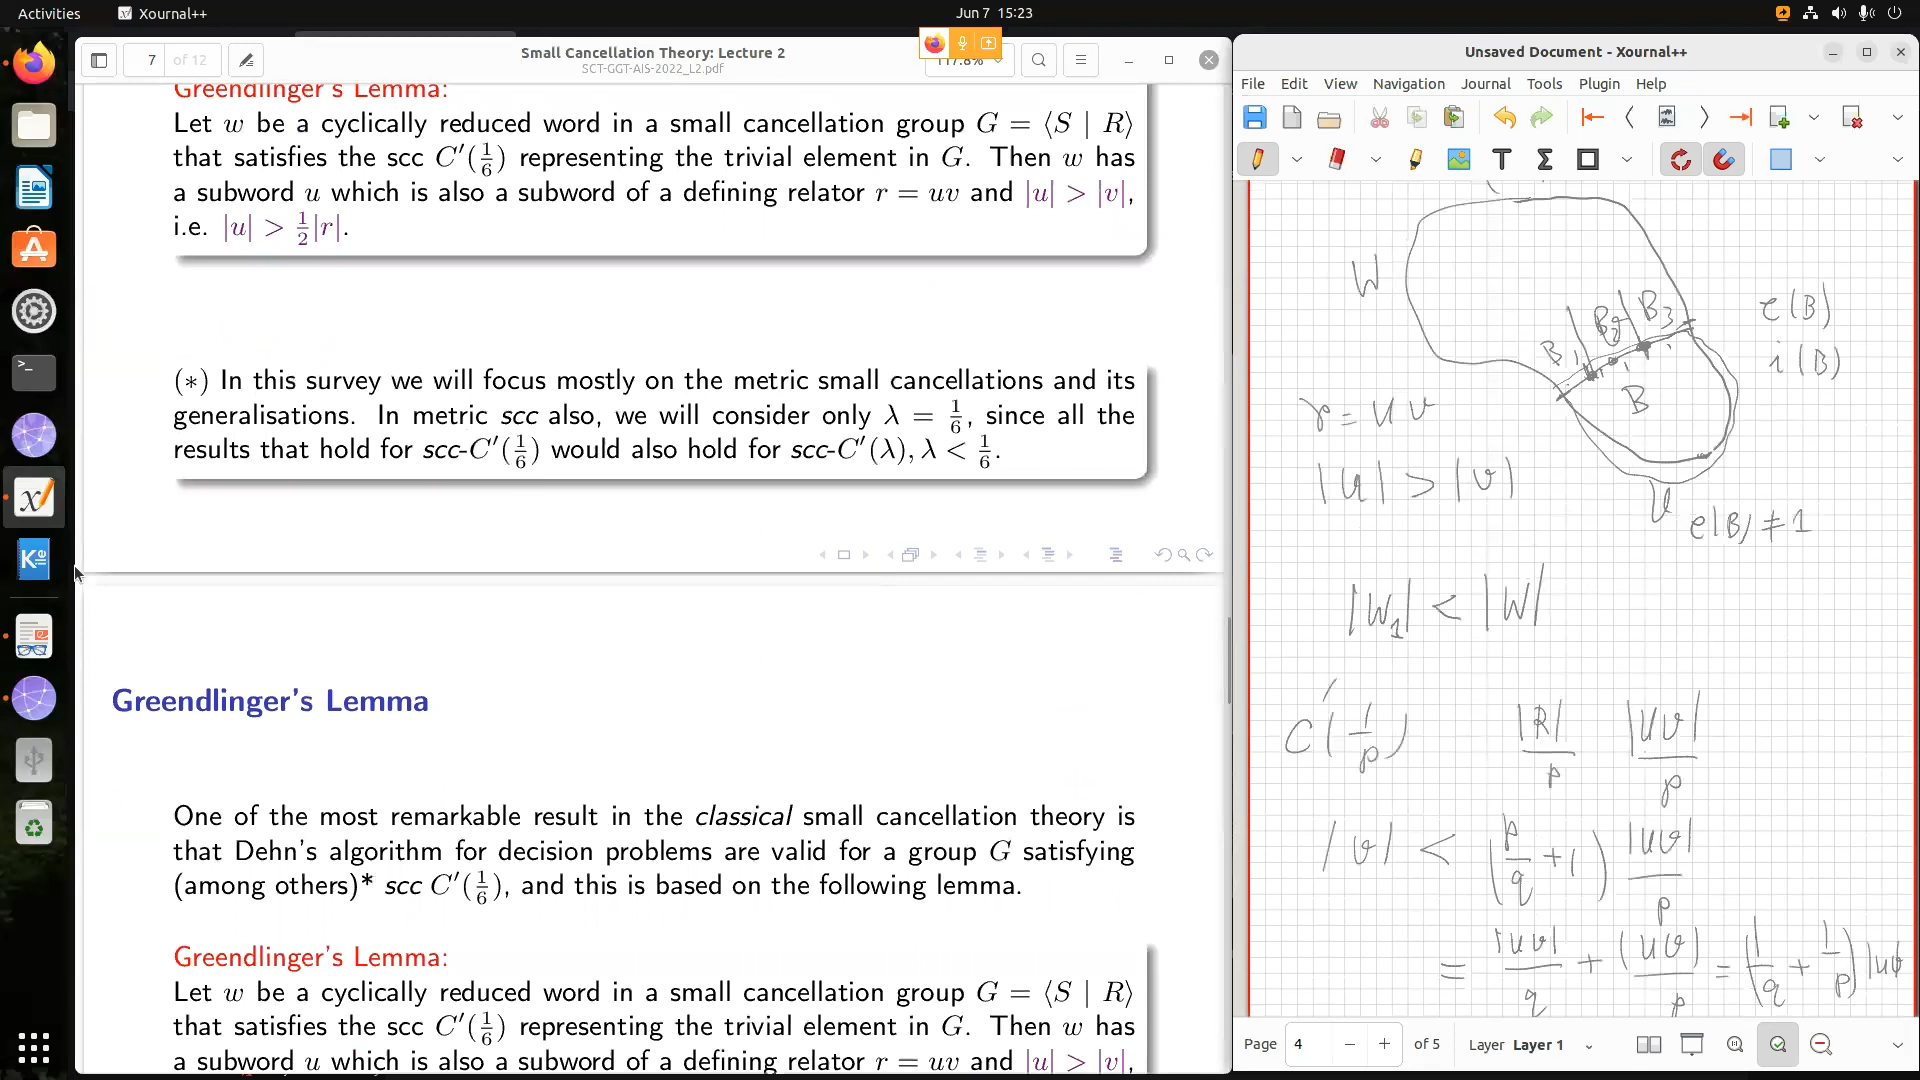 Activities
Xournal++
Jun 7 15:23
7 of 12
Small Cancellation Theory: Lecture 2
SCT-GGT-AIS-2022_L2.pdf
Greendlinger's Lemma:
Let w be a cyclically reduced word in a small cancellation group G = ⟨S | R⟩
that satisfies the scc C′(1/6) representing the trivial element in G. Then w has
a subword u which is also a subword of a defining relator r = uv and |u| > |v|,
i.e. |u| > 1/2|r|.
(∗) In this survey we will focus mostly on the metric small cancellations and its
generalisations. In metric scc also, we will consider only λ = 1/6, since all the
results that hold for scc-C′(1/6) would also hold for scc-C′(λ), λ < 1/6.
Greendlinger's Lemma
One of the most remarkable result in the classical small cancellation theory is
that Dehn's algorithm for decision problems are valid for a group G satisfying
(among others)* scc C′(1/6), and this is based on the following lemma.
Greendlinger's Lemma:
Let w be a cyclically reduced word in a small cancellation group G = ⟨S | R⟩
that satisfies the scc C′(1/6) representing the trivial element in G. Then w has
a subword u which is also a subword of a defining relator r = uv and |u| > |v|,
Unsaved Document - Xournal++
File Edit View Navigation Journal Tools Plugin Help
W
B1 B2 B3
B
i(B)
r = u v
|u| > |v|
U
e(B) ≠ 1
|W1| < |W|
C′(1/p) |R|/p |uv|/p
|v| < (p/q + 1) |uv|/p
= |uv|/q + |uv|/p = (1/q + 1/p) |uv
Page 4 of 5 Layer Layer 1